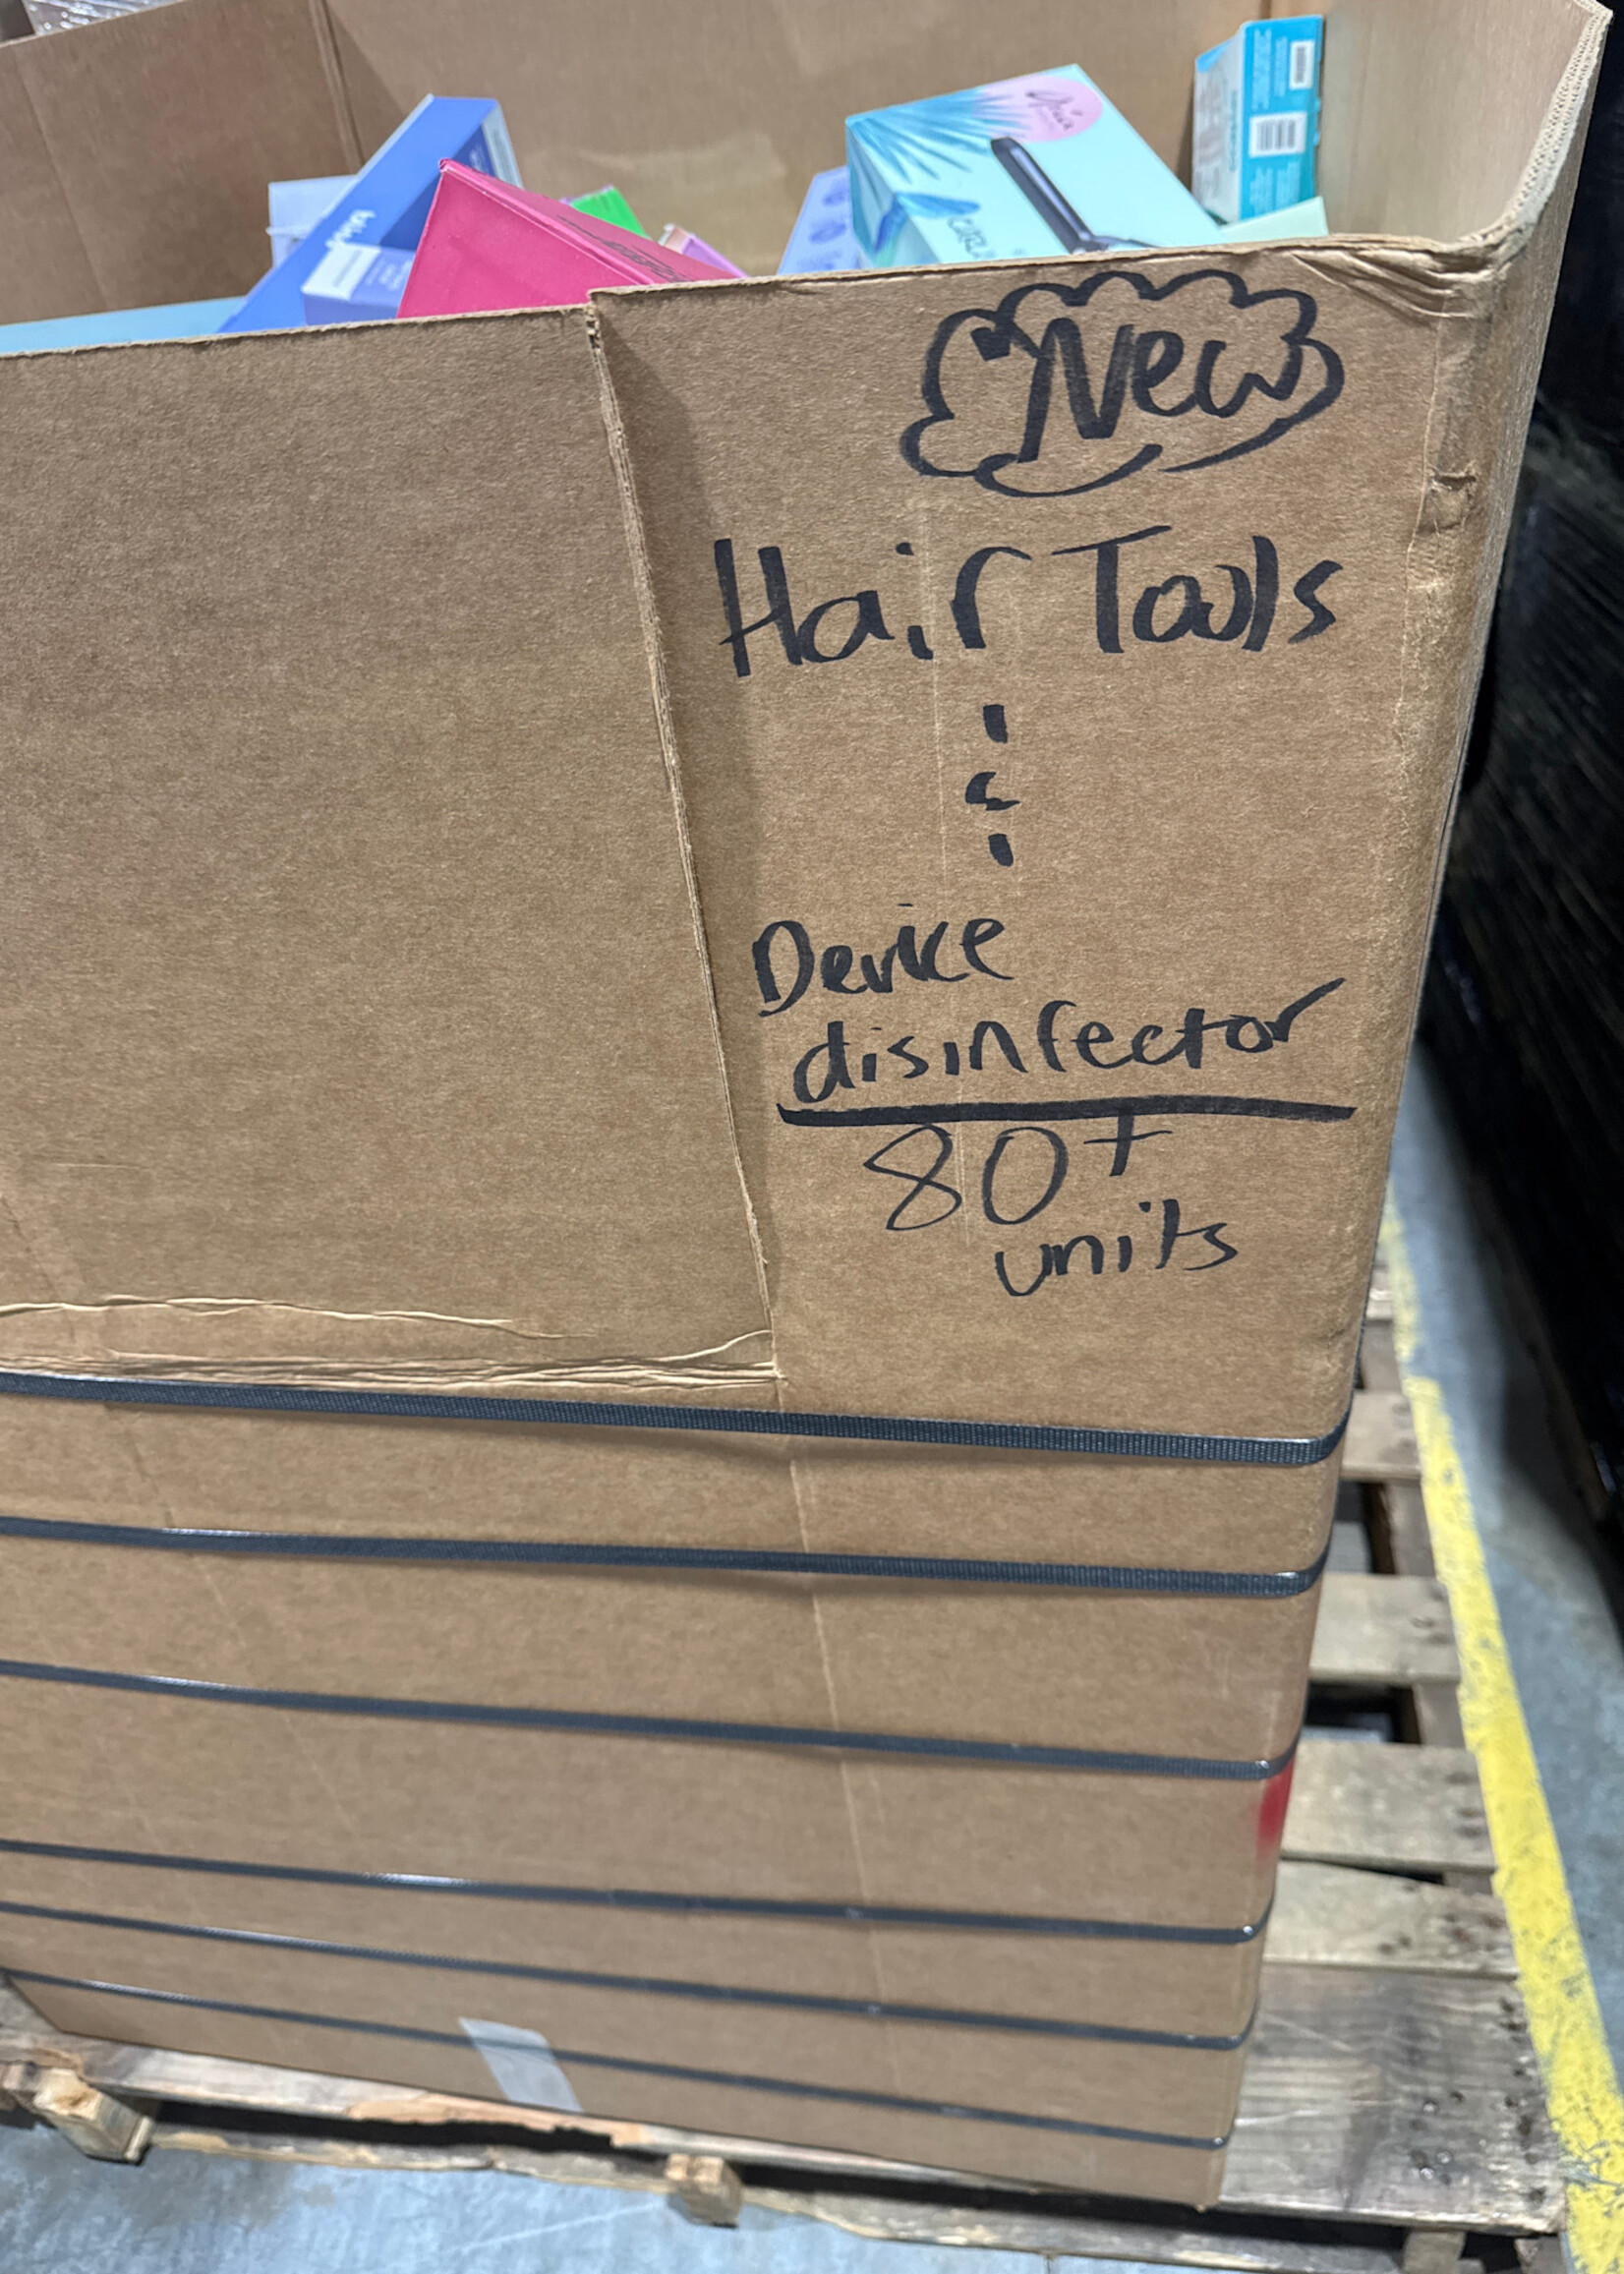 New
Hair Tools
&
Device
disinfector
80+
units